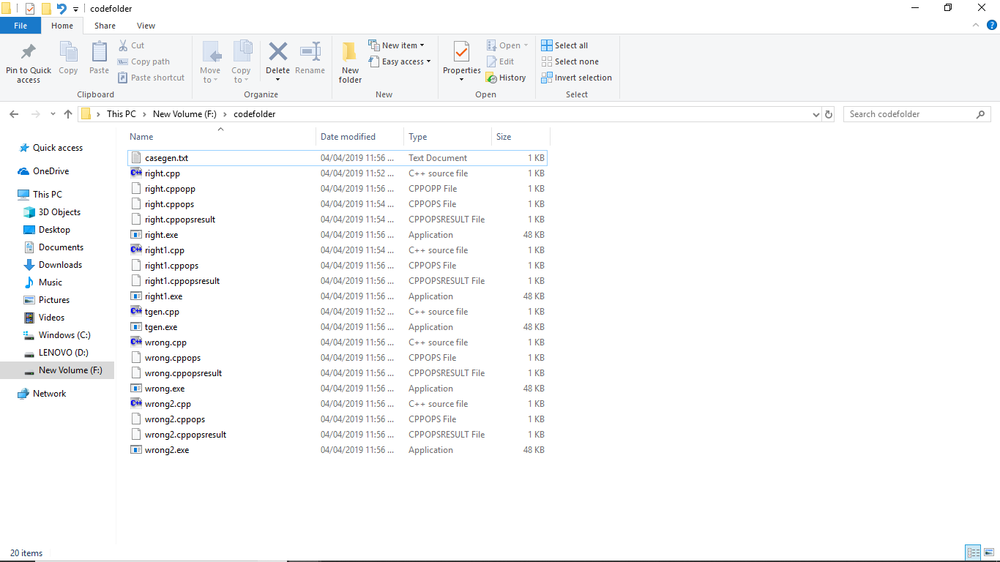 codefolder
File Home Share View
Pin to Quick access Copy Paste Cut Copy path Paste shortcut Move to Copy to Delete Rename New folder New item Easy access Properties Open Edit History Select all Select none Invert selection
Clipboard Organize New Open Select
This PC New Volume (F:) codefolder Search codefolder
Name Date modified Type Size
Quick access
OneDrive
This PC
3D Objects
Desktop
Documents
Downloads
Music
Pictures
Videos
Windows (C:)
LENOVO (D:)
New Volume (F:)
Network
casegen.txt 04/04/2019 11:56 ... Text Document 1 KB
right.cpp 04/04/2019 11:52 ... C++ source file 1 KB
right.cppopp 04/04/2019 11:56 ... CPPOPP File 1 KB
right.cppops 04/04/2019 11:54 ... CPPOPS File 1 KB
right.cppopsresult 04/04/2019 11:54 ... CPPOPSRESULT File 1 KB
right.exe 04/04/2019 11:56 ... Application 48 KB
right1.cpp 04/04/2019 11:54 ... C++ source file 1 KB
right1.cppops 04/04/2019 11:56 ... CPPOPS File 1 KB
right1.cppopsresult 04/04/2019 11:56 ... CPPOPSRESULT File 1 KB
right1.exe 04/04/2019 11:56 ... Application 48 KB
tgen.cpp 04/04/2019 11:52 ... C++ source file 1 KB
tgen.exe 04/04/2019 11:56 ... Application 48 KB
wrong.cpp 04/04/2019 11:56 ... C++ source file 1 KB
wrong.cppops 04/04/2019 11:56 ... CPPOPS File 1 KB
wrong.cppopsresult 04/04/2019 11:56 ... CPPOPSRESULT File 1 KB
wrong.exe 04/04/2019 11:56 ... Application 48 KB
wrong2.cpp 04/04/2019 11:56 ... C++ source file 1 KB
wrong2.cppops 04/04/2019 11:56 ... CPPOPS File 1 KB
wrong2.cppopsresult 04/04/2019 11:56 ... CPPOPSRESULT File 1 KB
wrong2.exe 04/04/2019 11:56 ... Application 48 KB
20 items